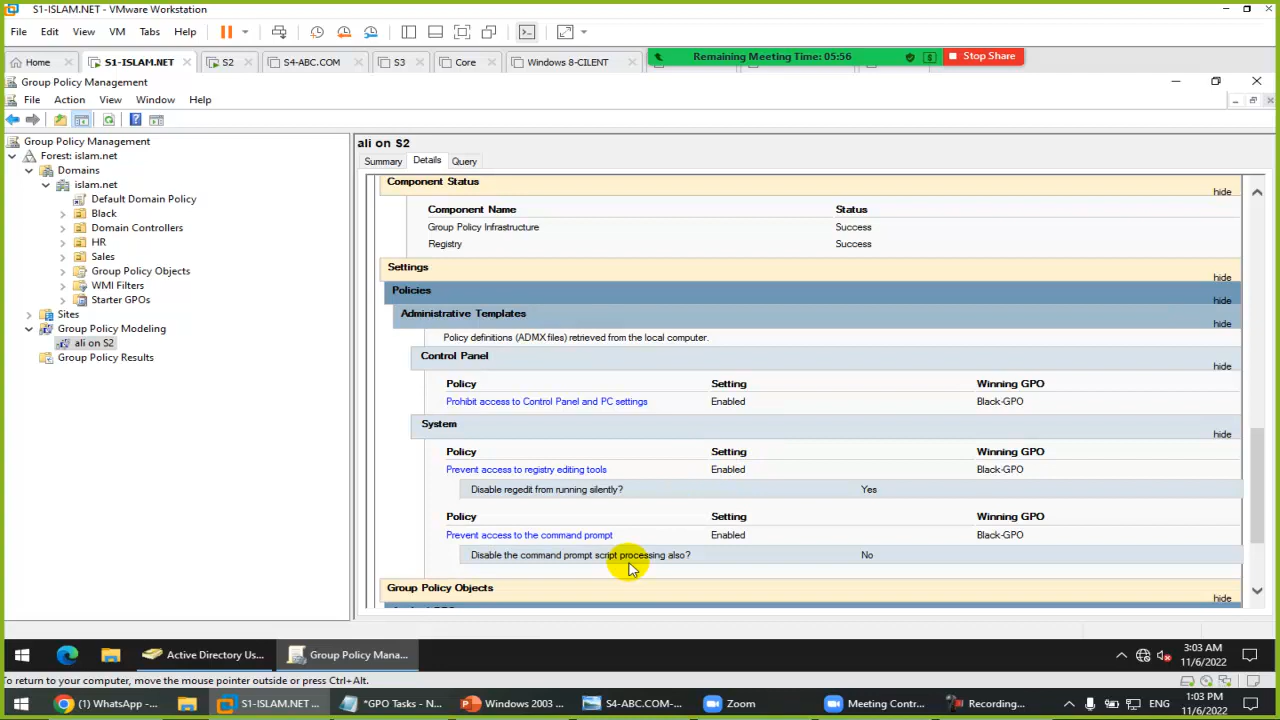 S1-ISLAM.NET - VMware Workstation
File Edit View VM Tabs Help
Home S1-ISLAM.NET S2 S4-ABC.COM S3 Core Windows 8-CILENT Remaining Meeting Time: 05:56 Stop Share
Group Policy Management
File Action View Window Help
Group Policy Management
Forest: islam.net
Domains
islam.net
Default Domain Policy
Black
Domain Controllers
HR
Sales
Group Policy Objects
WMI Filters
Starter GPOs
Sites
Group Policy Modeling
ali on S2
Group Policy Results
ali on S2
Summary Details Query
Component Status hide
Component Name Status
Group Policy Infrastructure Success
Registry Success
Settings hide
Policies hide
Administrative Templates hide
Policy definitions (ADMX files) retrieved from the local computer.
Control Panel hide
Policy Setting Winning GPO
Prohibit access to Control Panel and PC settings Enabled Black-GPO
System hide
Policy Setting Winning GPO
Prevent access to registry editing tools Enabled Black-GPO
Disable regedit from running silently? Yes
Policy Setting Winning GPO
Prevent access to the command prompt Enabled Black-GPO
Disable the command prompt script processing also? No
Group Policy Objects hide
Active Directory Us... Group Policy Mana... 3:03 AM
11/6/2022
To return to your computer, move the mouse pointer outside or press Ctrl+Alt.
(1) WhatsApp -... S1-ISLAM.NET ... *GPO Tasks - N... Windows 2003 ... S4-ABC.COM-... Zoom Meeting Contr... Recording... ENG 1:03 PM
11/6/2022